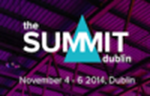 the
SUMMIT
dublin
November 4 - 6 2014, Dublin